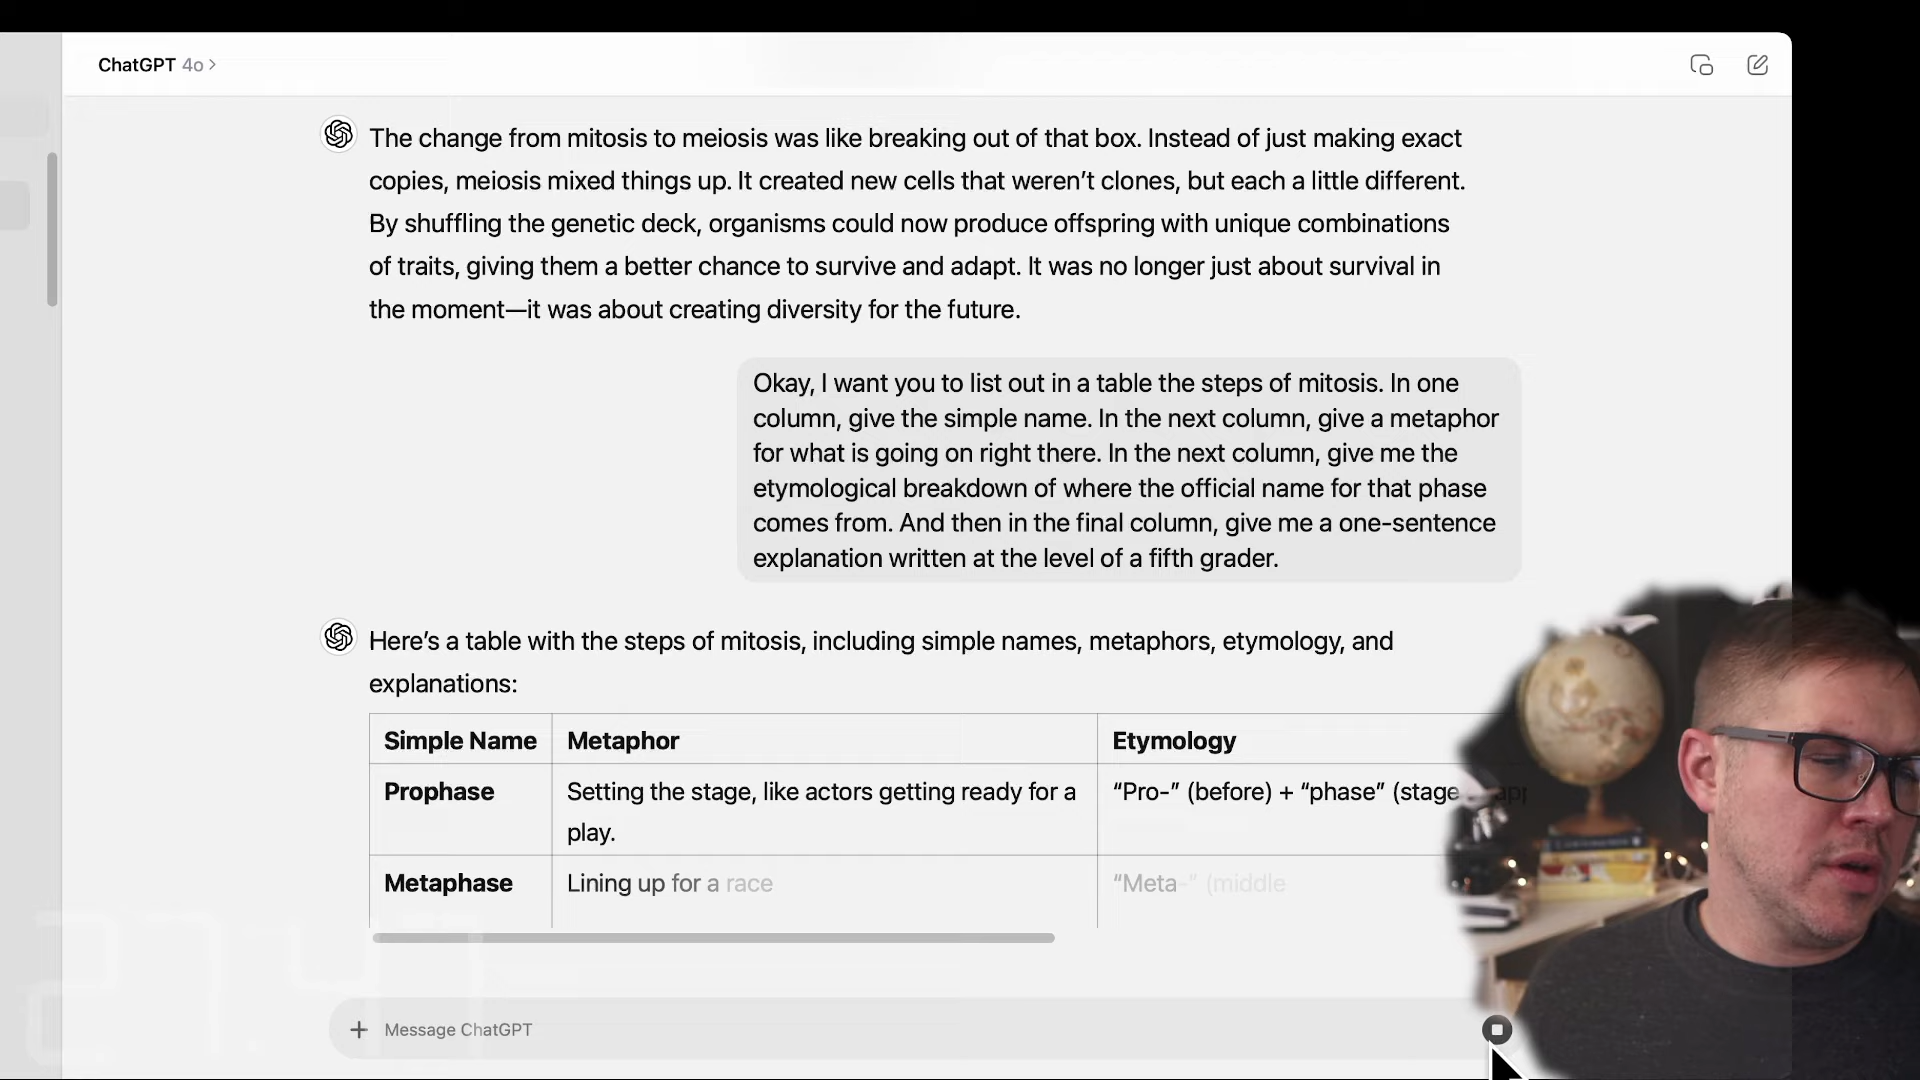 ChatGPT 4o >
The change from mitosis to meiosis was like breaking out of that box. Instead of just making exact
copies, meiosis mixed things up. It created new cells that weren’t clones, but each a little different.
By shuffling the genetic deck, organisms could now produce offspring with unique combinations
of traits, giving them a better chance to survive and adapt. It was no longer just about survival in
the moment—it was about creating diversity for the future.
Okay, I want you to list out in a table the steps of mitosis. In one
column, give the simple name. In the next column, give a metaphor
for what is going on right there. In the next column, give me the
etymological breakdown of where the official name for that phase
comes from. And then in the final column, give me a one-sentence
explanation written at the level of a fifth grader.
Here’s a table with the steps of mitosis, including simple names, metaphors, etymology, and
explanations:
Simple Name Metaphor Etymology
Prophase Setting the stage, like actors getting ready for a “Pro-” (before) + “phase” (stage
play.
Metaphase Lining up for a race “Meta-” (middle
27:47
+ Message ChatGPT